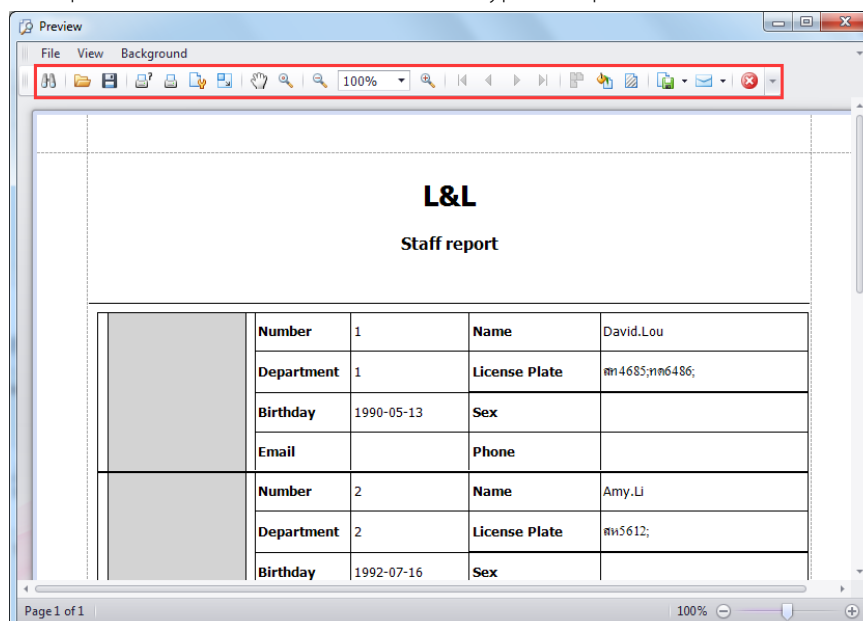 Preview
File View Background
100%
L&L
Staff report
Number 1 Name David.Lou
Department 1 License Plate สท4685;ทด6486;
Birthday 1990-05-13 Sex
Email Phone
Number 2 Name Amy.Li
Department 2 License Plate สห5612;
Birthday 1992-07-16 Sex
Page 1 of 1 100%